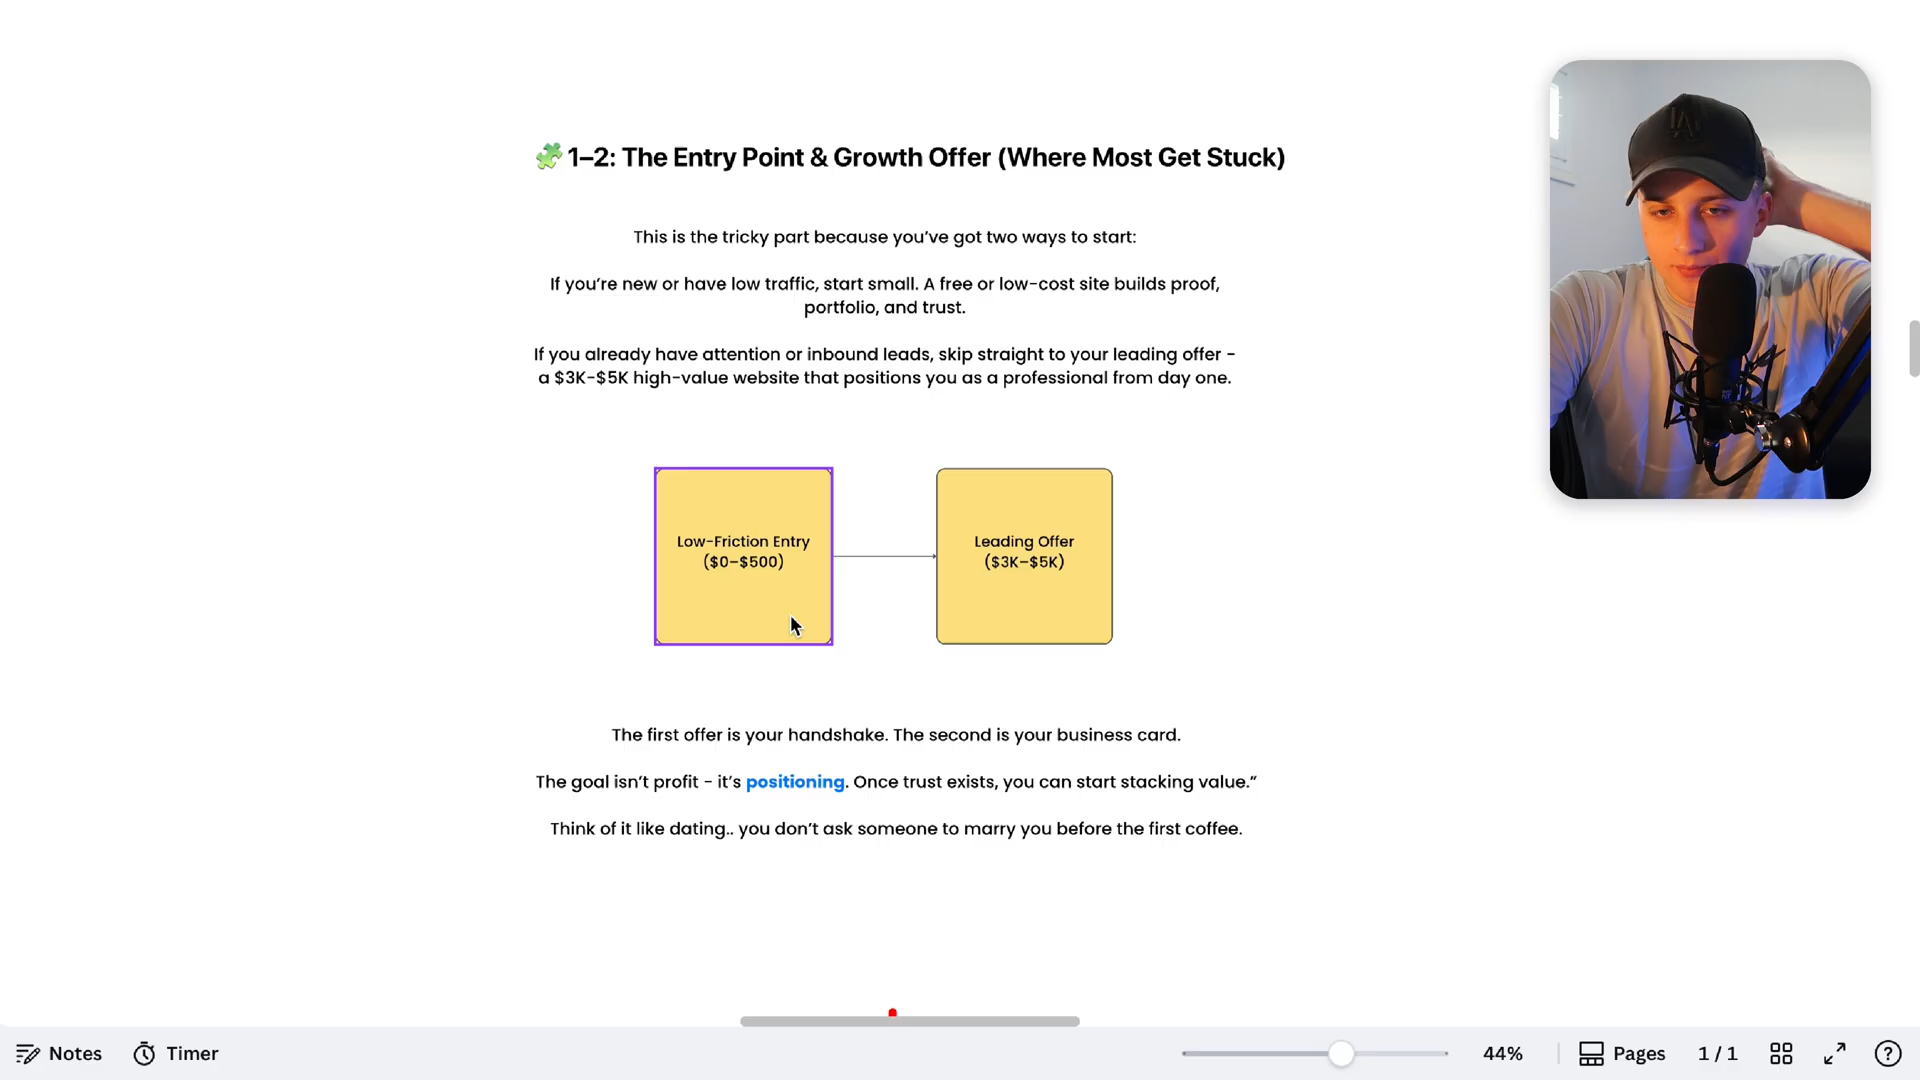 🧩 1–2: The Entry Point & Growth Offer (Where Most Get Stuck)
This is the tricky part because you’ve got two ways to start:
If you’re new or have low traffic, start small. A free or low-cost site builds proof,
portfolio, and trust.
If you already have attention or inbound leads, skip straight to your leading offer -
a $3K-$5K high-value website that positions you as a professional from day one.
Low-Friction Entry
($0–$500)
Leading Offer
($3K–$5K)
The first offer is your handshake. The second is your business card.
The goal isn’t profit - it’s positioning. Once trust exists, you can start stacking value.”
Think of it like dating.. you don’t ask someone to marry you before the first coffee.
LA
Notes
Timer
44%
Pages
1 / 1